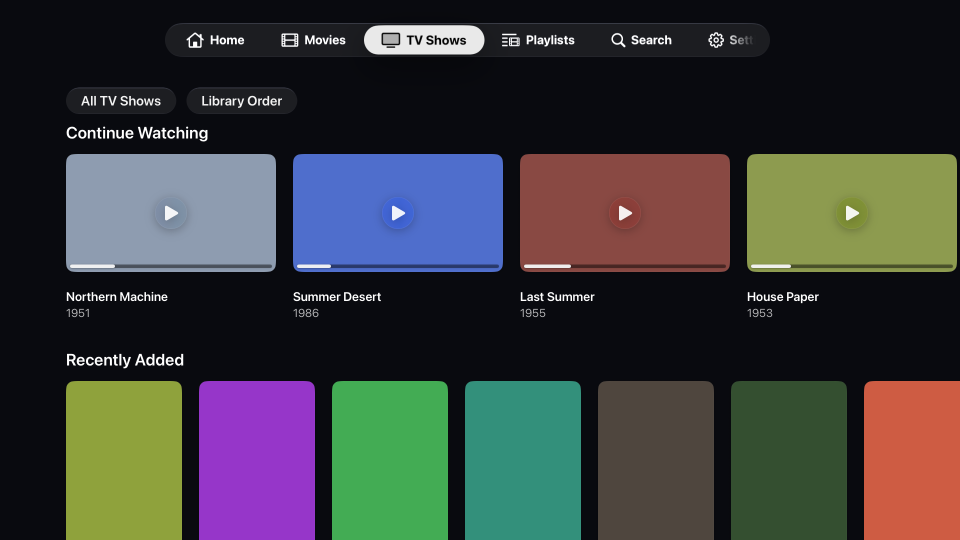 Home Movies TV Shows Playlists Search Sett
All TV Shows Library Order
Continue Watching
Northern Machine Summer Desert Last Summer House Paper
1951 1986 1955 1953
Recently Added